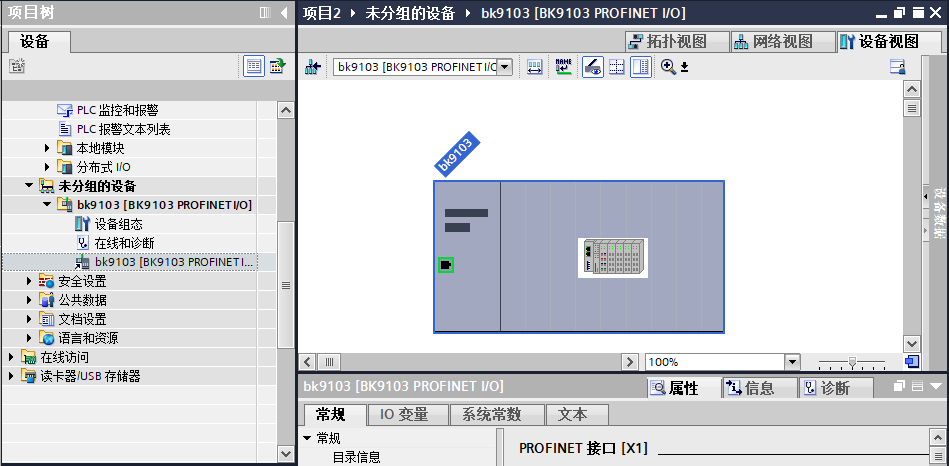 项目树
项目2 ▸ 未分组的设备 ▸ bk9103 [BK9103 PROFINET I/O]
设备
拓扑视图
网络视图
设备视图
bk9103 [BK9103 PROFINET I/O
NAME
PLC 监控和报警
PLC 报警文本列表
本地模块
分布式 I/O
未分组的设备
bk9103 [BK9103 PROFINET I/O]
设备组态
在线和诊断
bk9103 [BK9103 PROFINET I...
安全设置
公共数据
文档设置
语言和资源
在线访问
读卡器/USB 存储器
bk9103
设备数据
100%
bk9103 [BK9103 PROFINET I/O]
属性
信息
诊断
常规
IO 变量
系统常数
文本
常规
目录信息
PROFINET 接口 [X1]